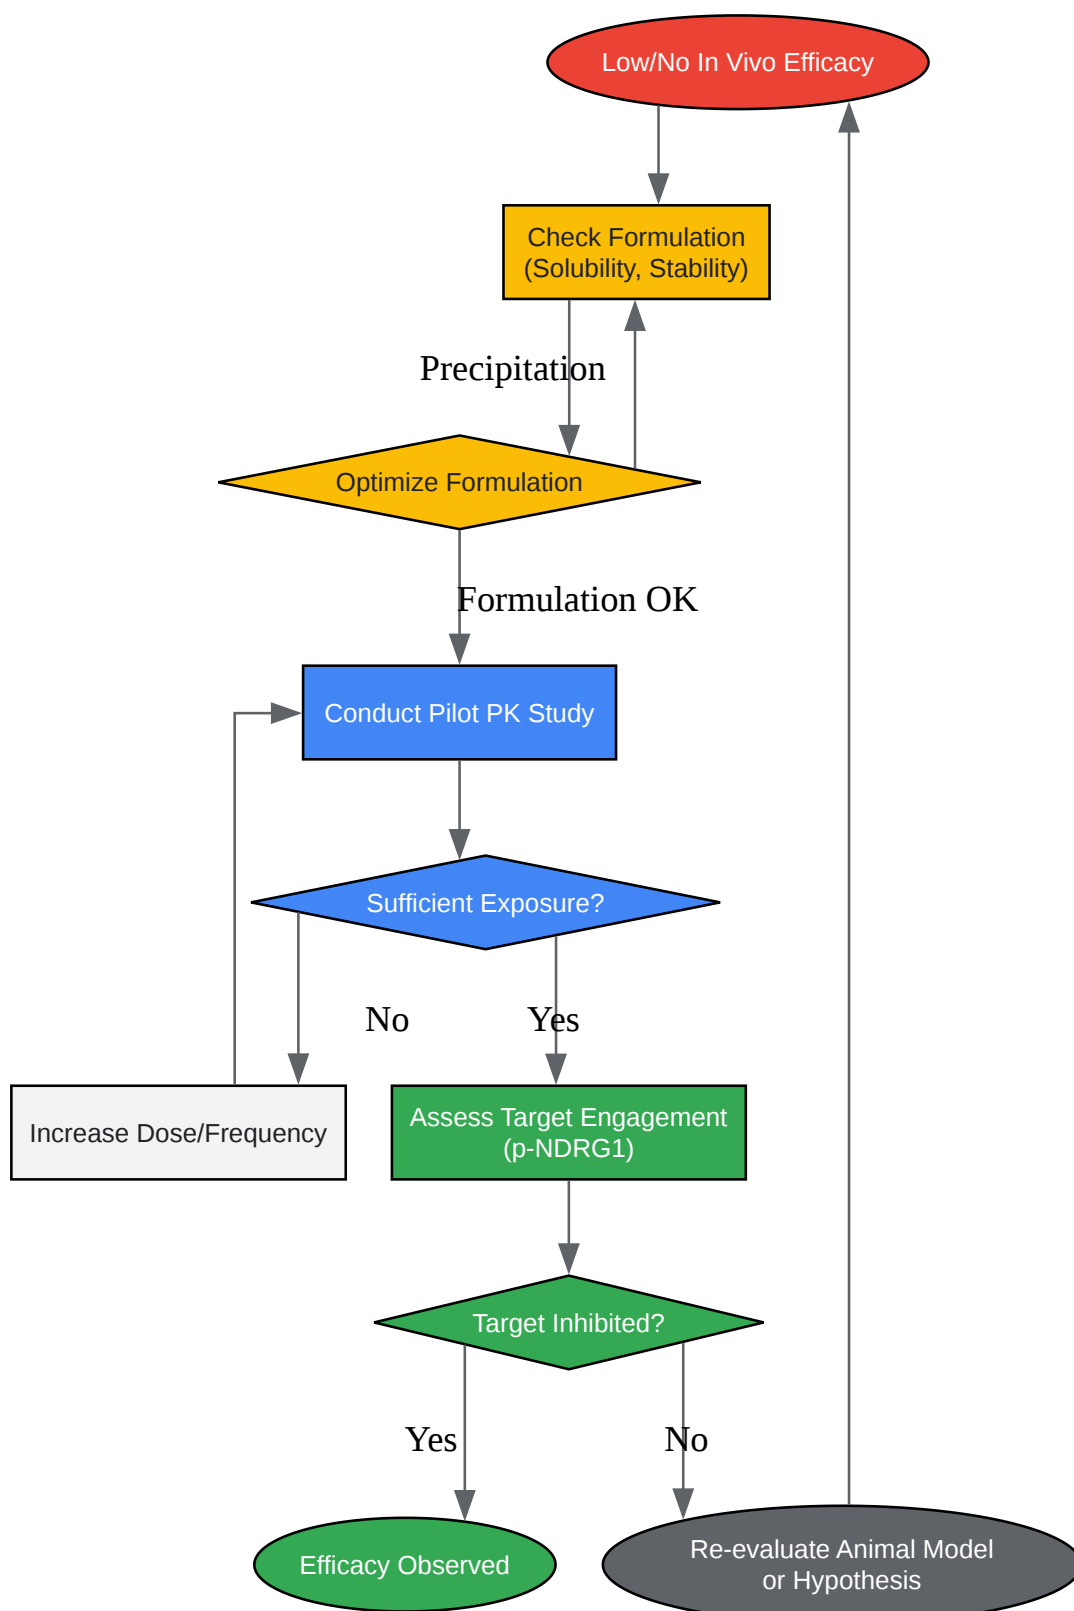 Low/No In Vivo Efficacy
Check Formulation
(Solubility, Stability)
Precipitation
Optimize Formulation
Formulation OK
Conduct Pilot PK Study
Sufficient Exposure?
No
Yes
Increase Dose/Frequency
Assess Target Engagement
(p-NDRG1)
Target Inhibited?
Yes
No
Efficacy Observed
Re-evaluate Animal Model
or Hypothesis